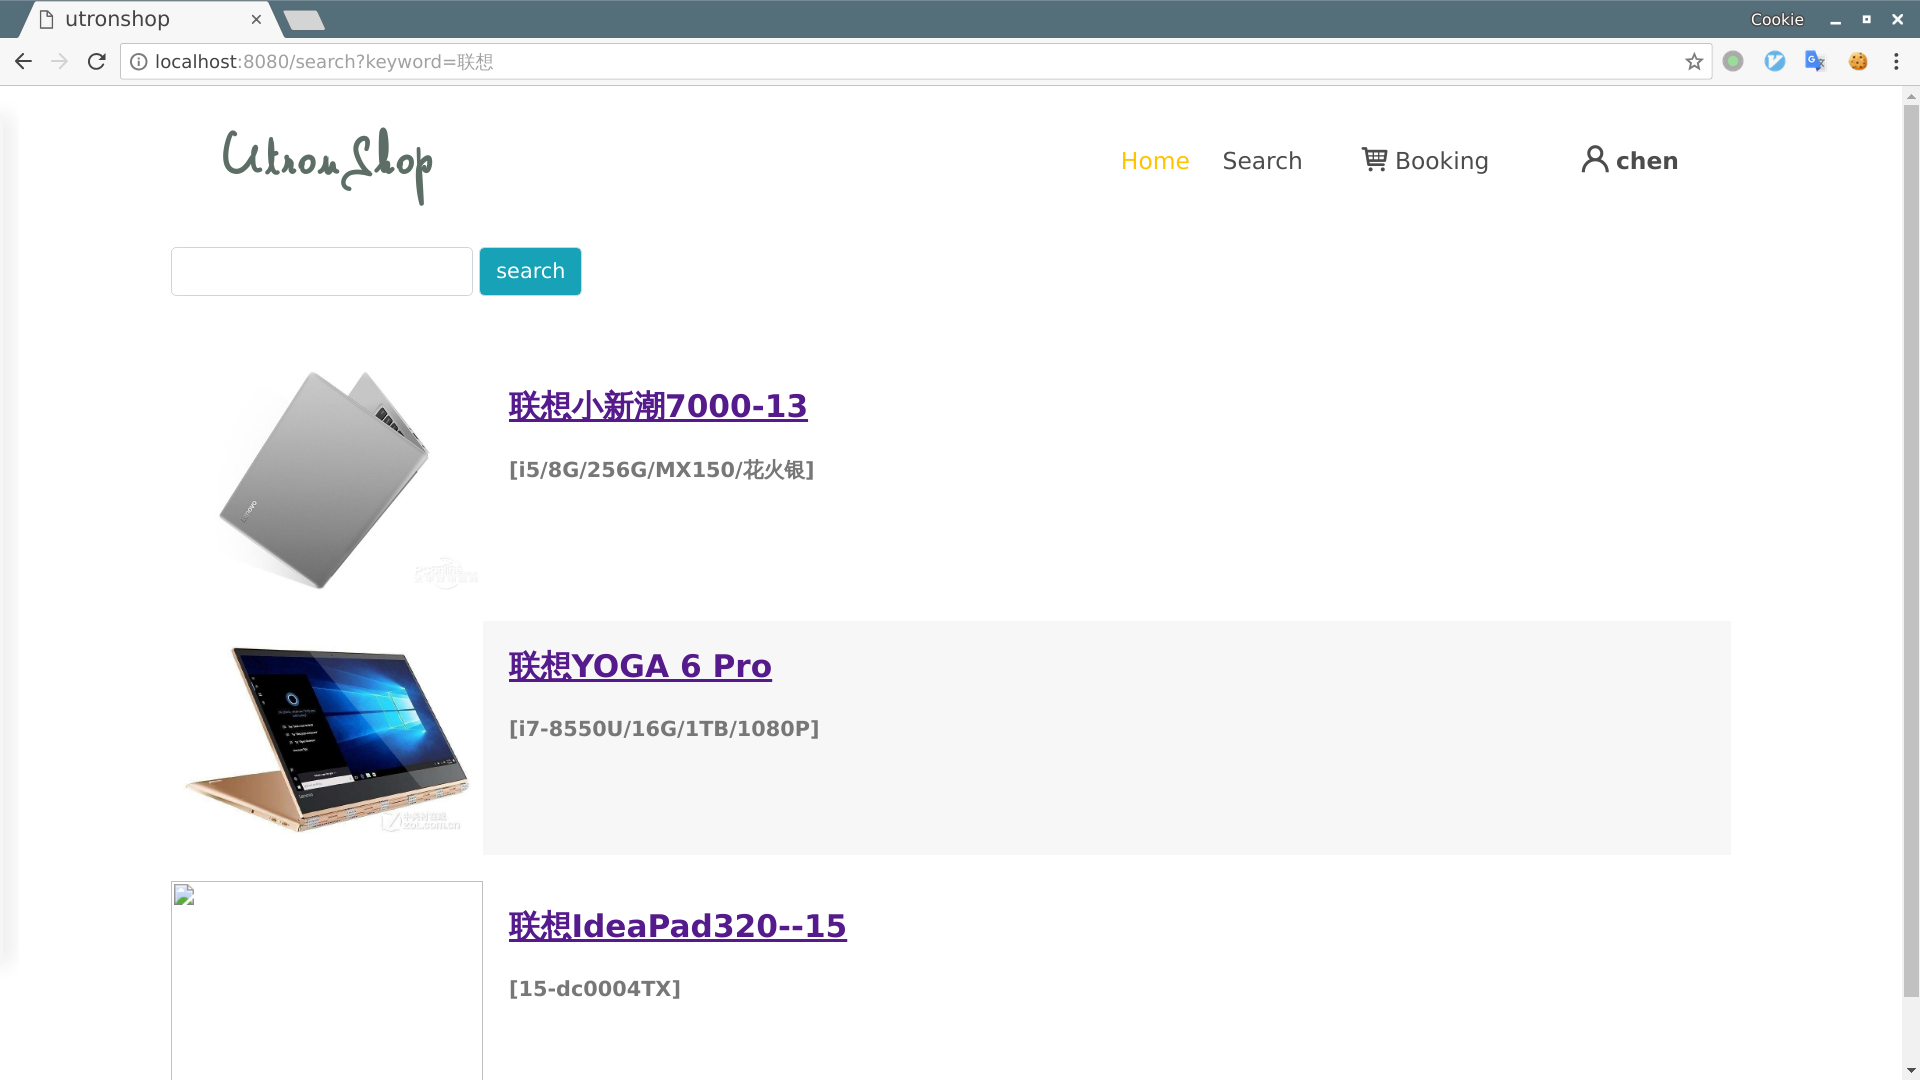 utronshop
Cookie
localhost:8080/search?keyword=联想
UtronShop
Home
Search
Booking
chen
search
联想小新潮7000-13
[i5/8G/256G/MX150/花火银]
联想YOGA 6 Pro
[i7-8550U/16G/1TB/1080P]
联想IdeaPad320--15
[15-dc0004TX]